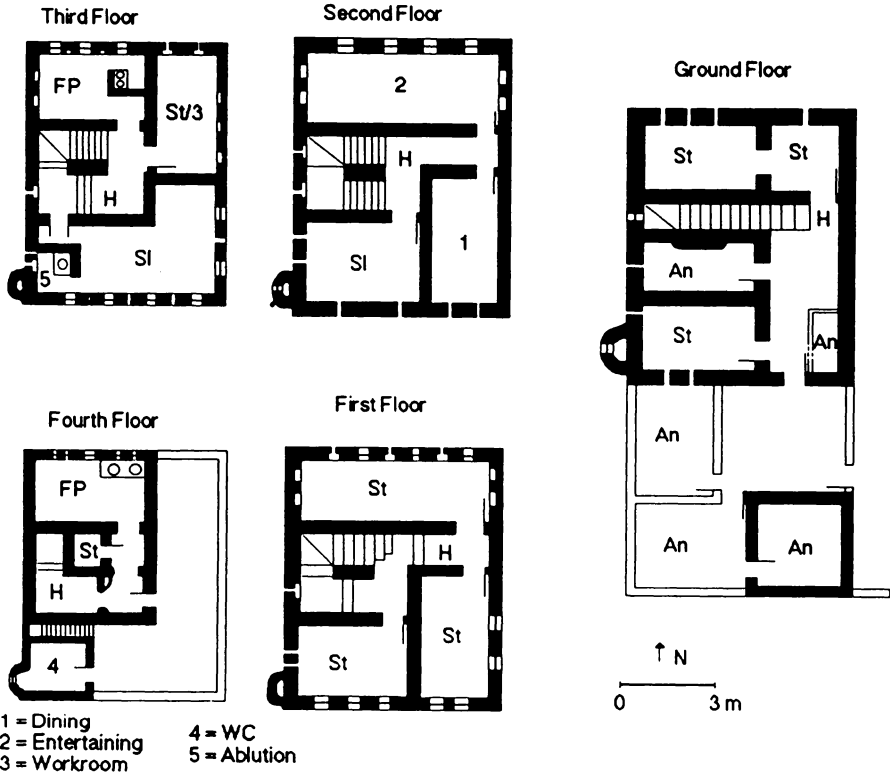 Third Floor
FP
St/3
H
Sl
5
Second Floor
2
H
Sl
1
Ground Floor
St
St
H
An
St
An
An
An
An
Fourth Floor
FP
St
H
4
First Floor
St
H
St
St
N
0 3 m
1 = Dining
2 = Entertaining
3 = Workroom
4 = WC
5 = Ablution